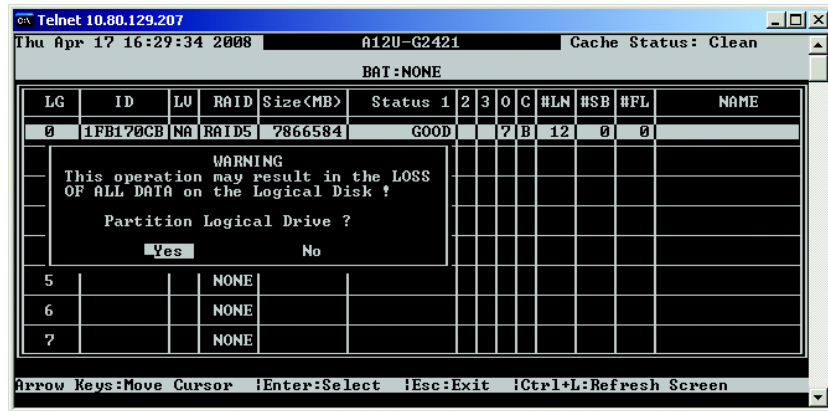 Telnet 10.80.129.207
Thu Apr 17 16:29:34 2008 A12U-G2421 Cache Status: Clean
BAT:NONE
LG ID LV RAID Size(MB) Status 1 2 3 O C #LN #SB #FL NAME
0 1FB170CB NA RAID5 7866584 GOOD 7 B 12 0 0
WARNING
This operation may result in the LOSS
OF ALL DATA on the Logical Disk !
Partition Logical Drive ?
Yes No
5 NONE
6 NONE
7 NONE
Arrow Keys:Move Cursor |Enter:Select |Esc:Exit |Ctrl+L:Refresh Screen